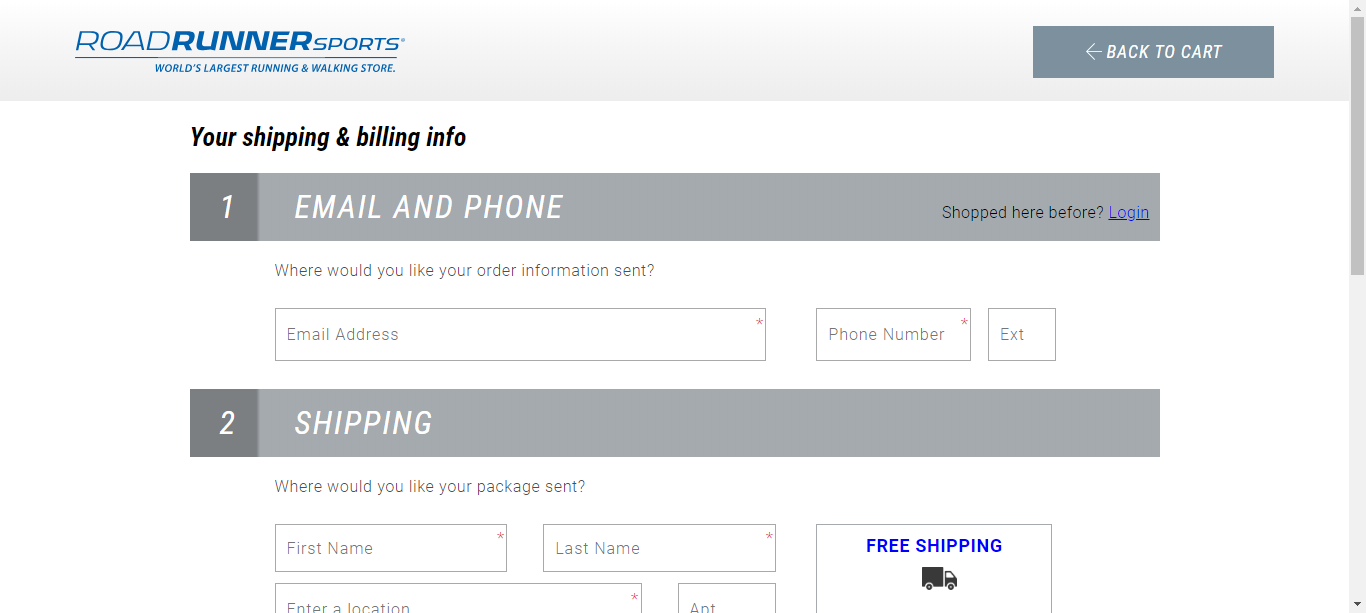 ROADRUNNERSPORTS®
WORLD'S LARGEST RUNNING & WALKING STORE.
BACK TO CART
Your shipping & billing info
1 EMAIL AND PHONE
Shopped here before? Login
Where would you like your order information sent?
Email Address *
Phone Number *
Ext
2 SHIPPING
Where would you like your package sent?
First Name *
Last Name *
FREE SHIPPING
Enter a location *
Apt